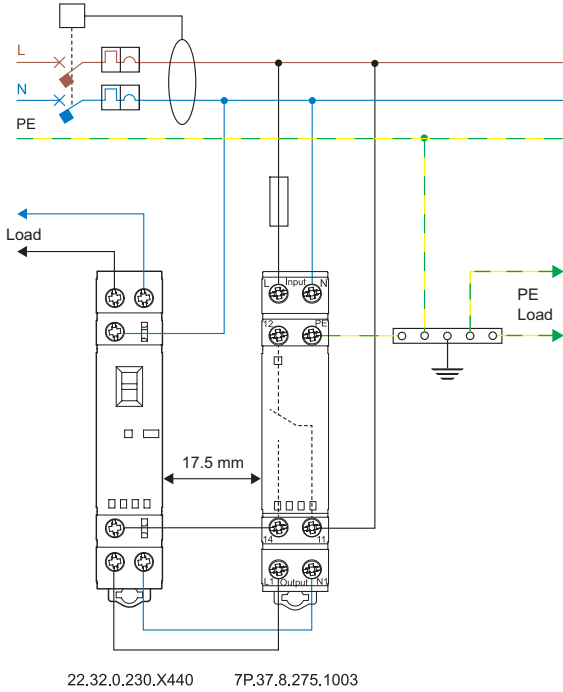 L
N
PE
Load
L Input N
12 PE
PE
Load
17.5 mm
14 11
L1 Output N1
22.32.0.230.X440 7P.37.8.275.1003